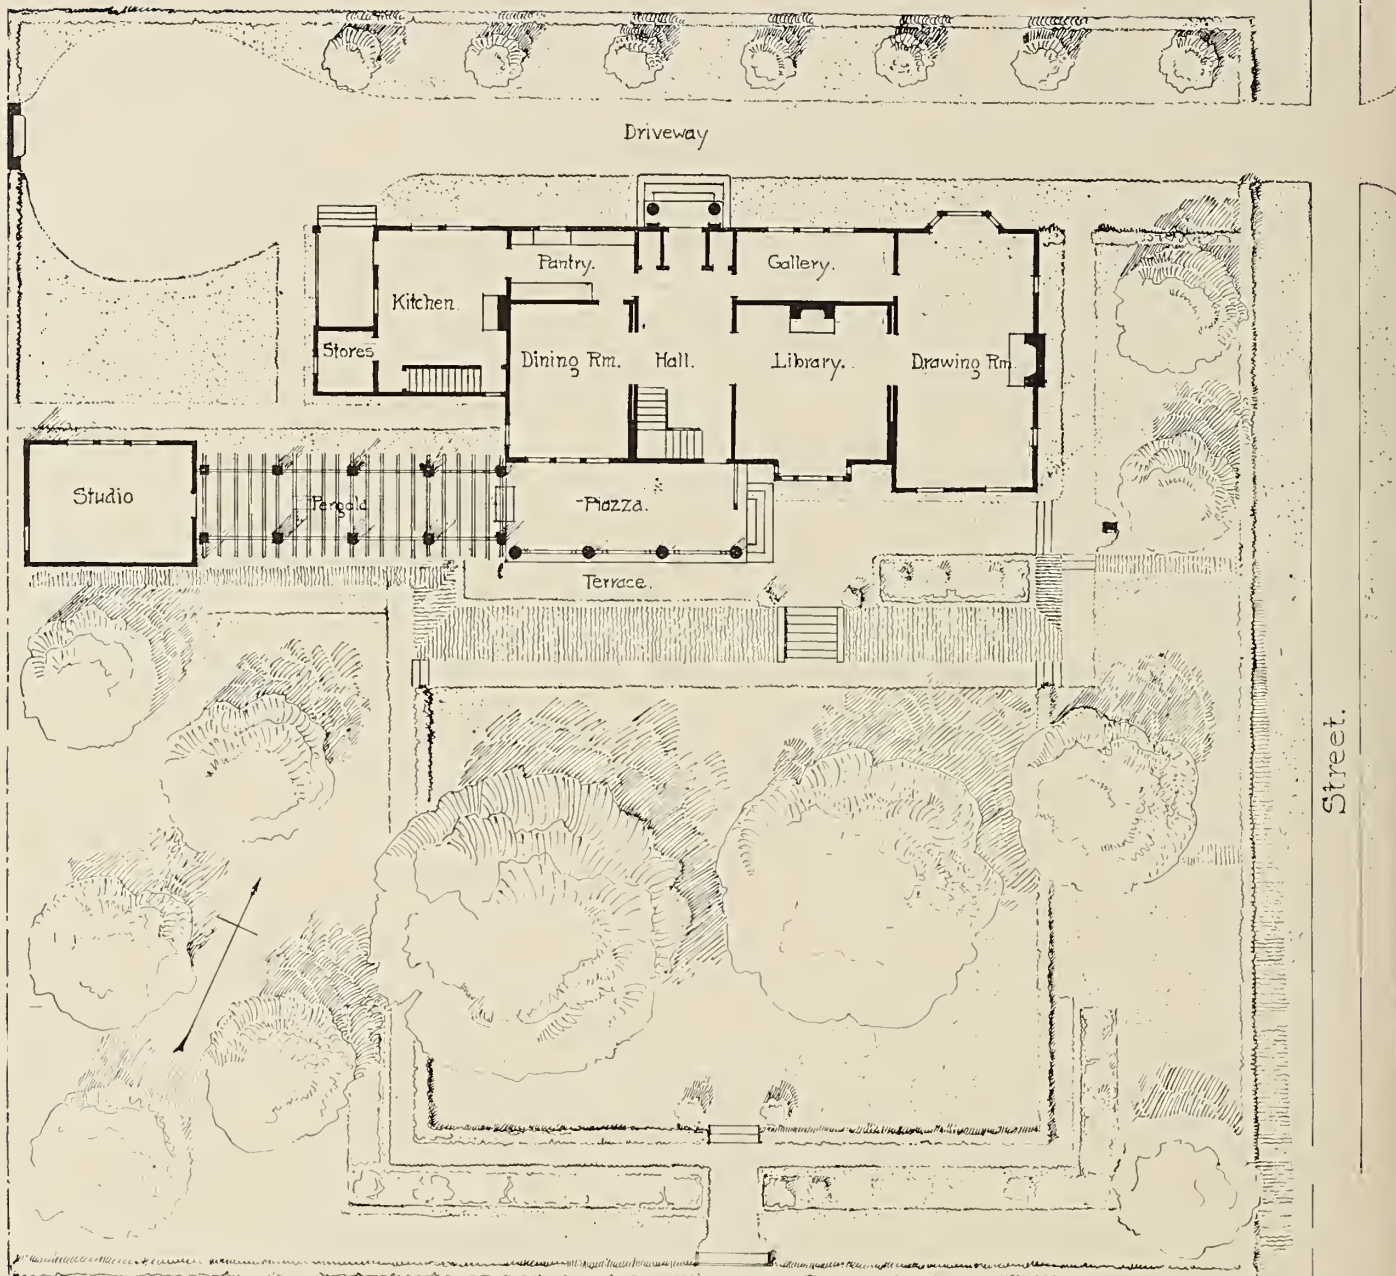 Driveway
Pantry.
Gallery.
Kitchen
Stores
Dining Rm.
Hall.
Library.
Drawing Rm
Studio
Pergola
Piazza.
Terrace.
Street.